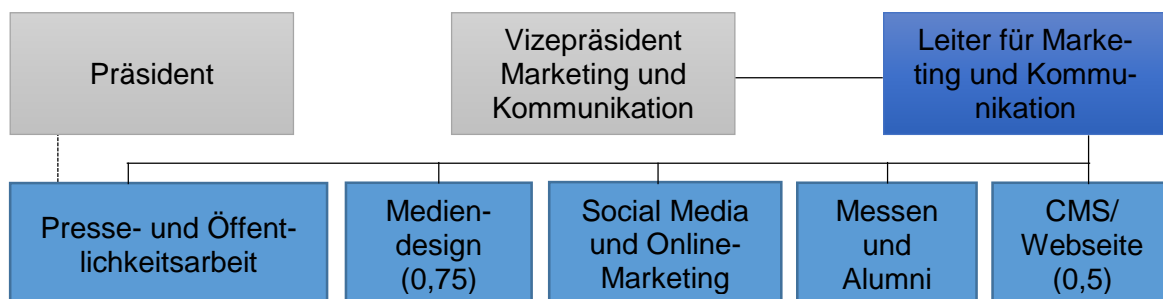 Präsident
Vizepräsident
Marketing und
Kommunikation
Leiter für Marke-
ting und Kommu-
nikation
Presse- und Öffent-
lichkeitsarbeit
Medien-
design
(0,75)
Social Media
und Online-
Marketing
Messen
und
Alumni
CMS/
Webseite
(0,5)